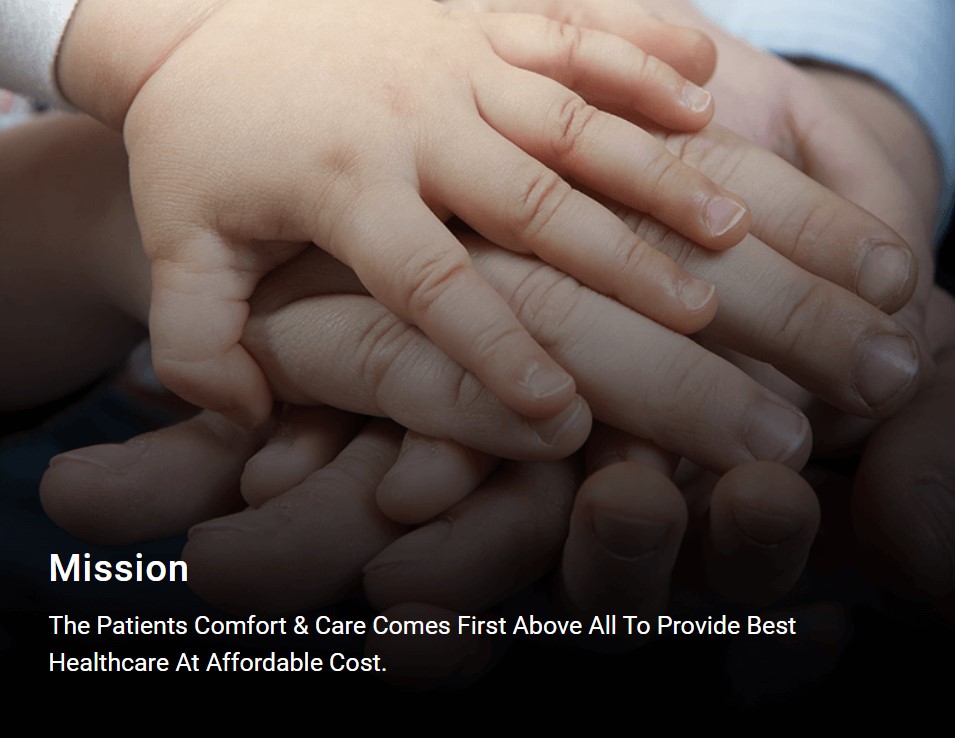 Mission
The Patients Comfort & Care Comes First Above All To Provide Best
Healthcare At Affordable Cost.